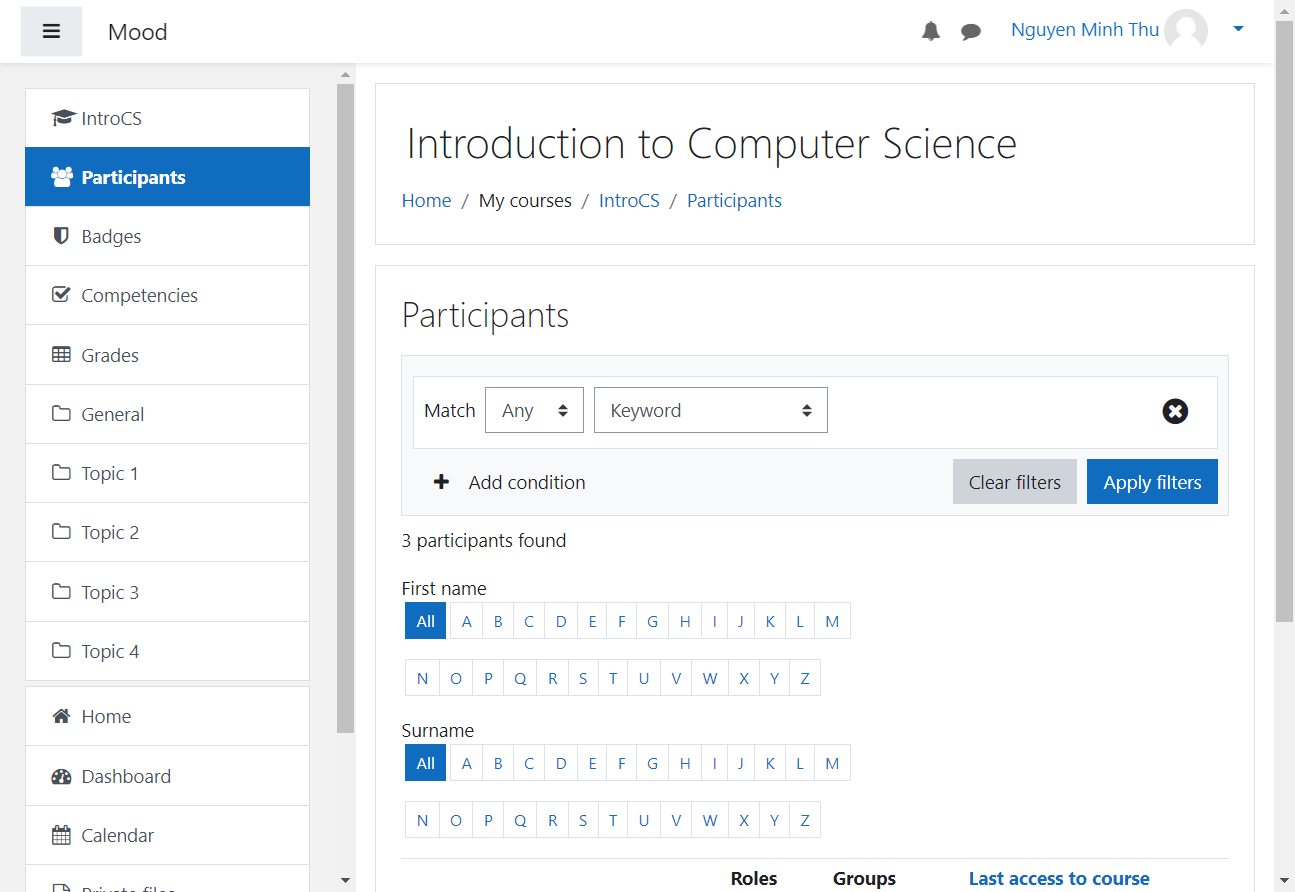 Mood
Nguyen Minh Thu
IntroCS
Participants
Badges
Competencies
Grades
General
Topic 1
Topic 2
Topic 3
Topic 4
Home
Dashboard
Calendar
Private files
Introduction to Computer Science
Home / My courses / IntroCS / Participants
Participants
Match Any Keyword
Add condition Clear filters Apply filters
3 participants found
First name
All A B C D E F G H I J K L M
N O P Q R S T U V W X Y Z
Surname
All A B C D E F G H I J K L M
N O P Q R S T U V W X Y Z
Roles Groups Last access to course